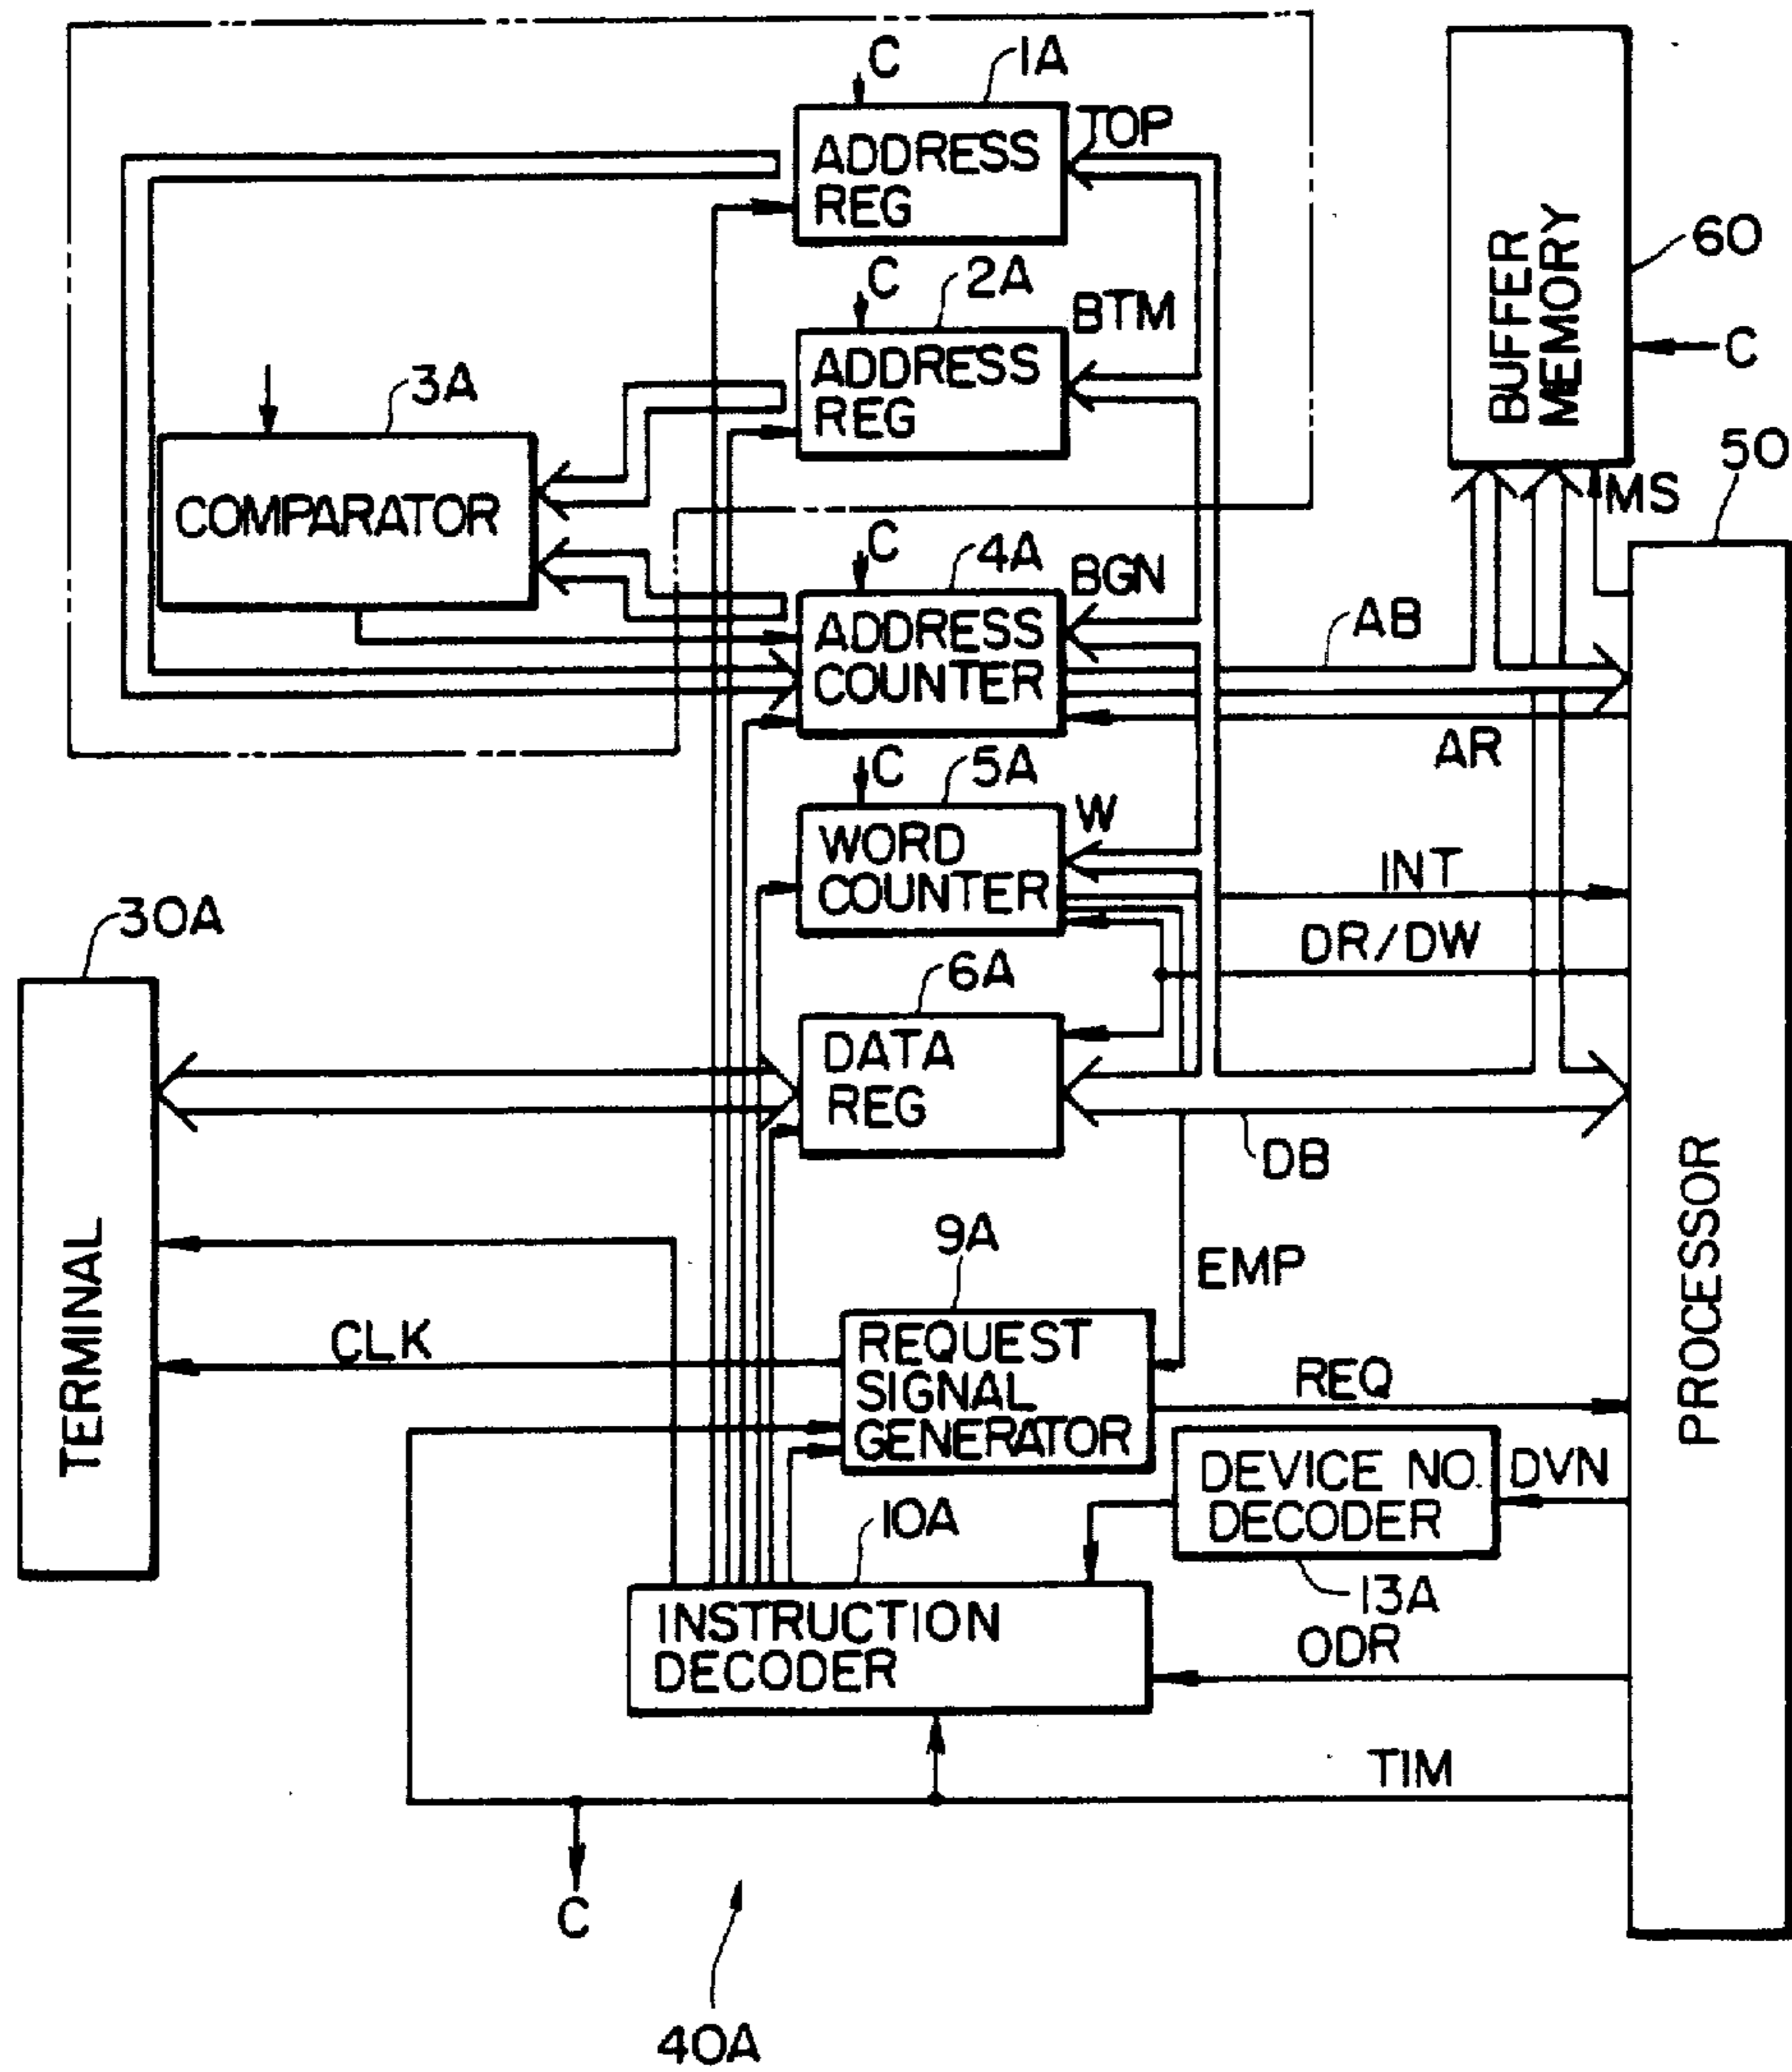 C
1A
TOP
ADDRESS
REG
C
2A
BTM
ADDRESS
REG
BUFFER
MEMORY
60
C
3A
COMPARATOR
MS
50
C
4A
BGN
ADDRESS
COUNTER
AB
AR
C
5A
W
WORD
COUNTER
INT
DR/DW
30A
6A
DATA
REG
DB
TERMINAL
PROCESSOR
9A
EMP
CLK
REQUEST
SIGNAL
GENERATOR
REQ
DEVICE NO.
DECODER
DVN
13A
10A
INSTRUCTION
DECODER
ODR
TIM
C
40A